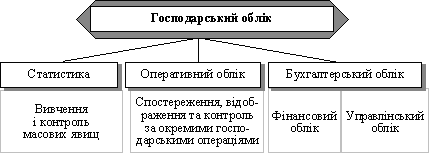 Господарський облік
Статистика
Оперативний облік
Бухгалтерський облік
Вивчення
і контроль
масових явищ
Спостереження, відоб-
раження та контроль
за окремими госпо-
дарськими операціями
Фінансовий
облік
Управлінський
облік